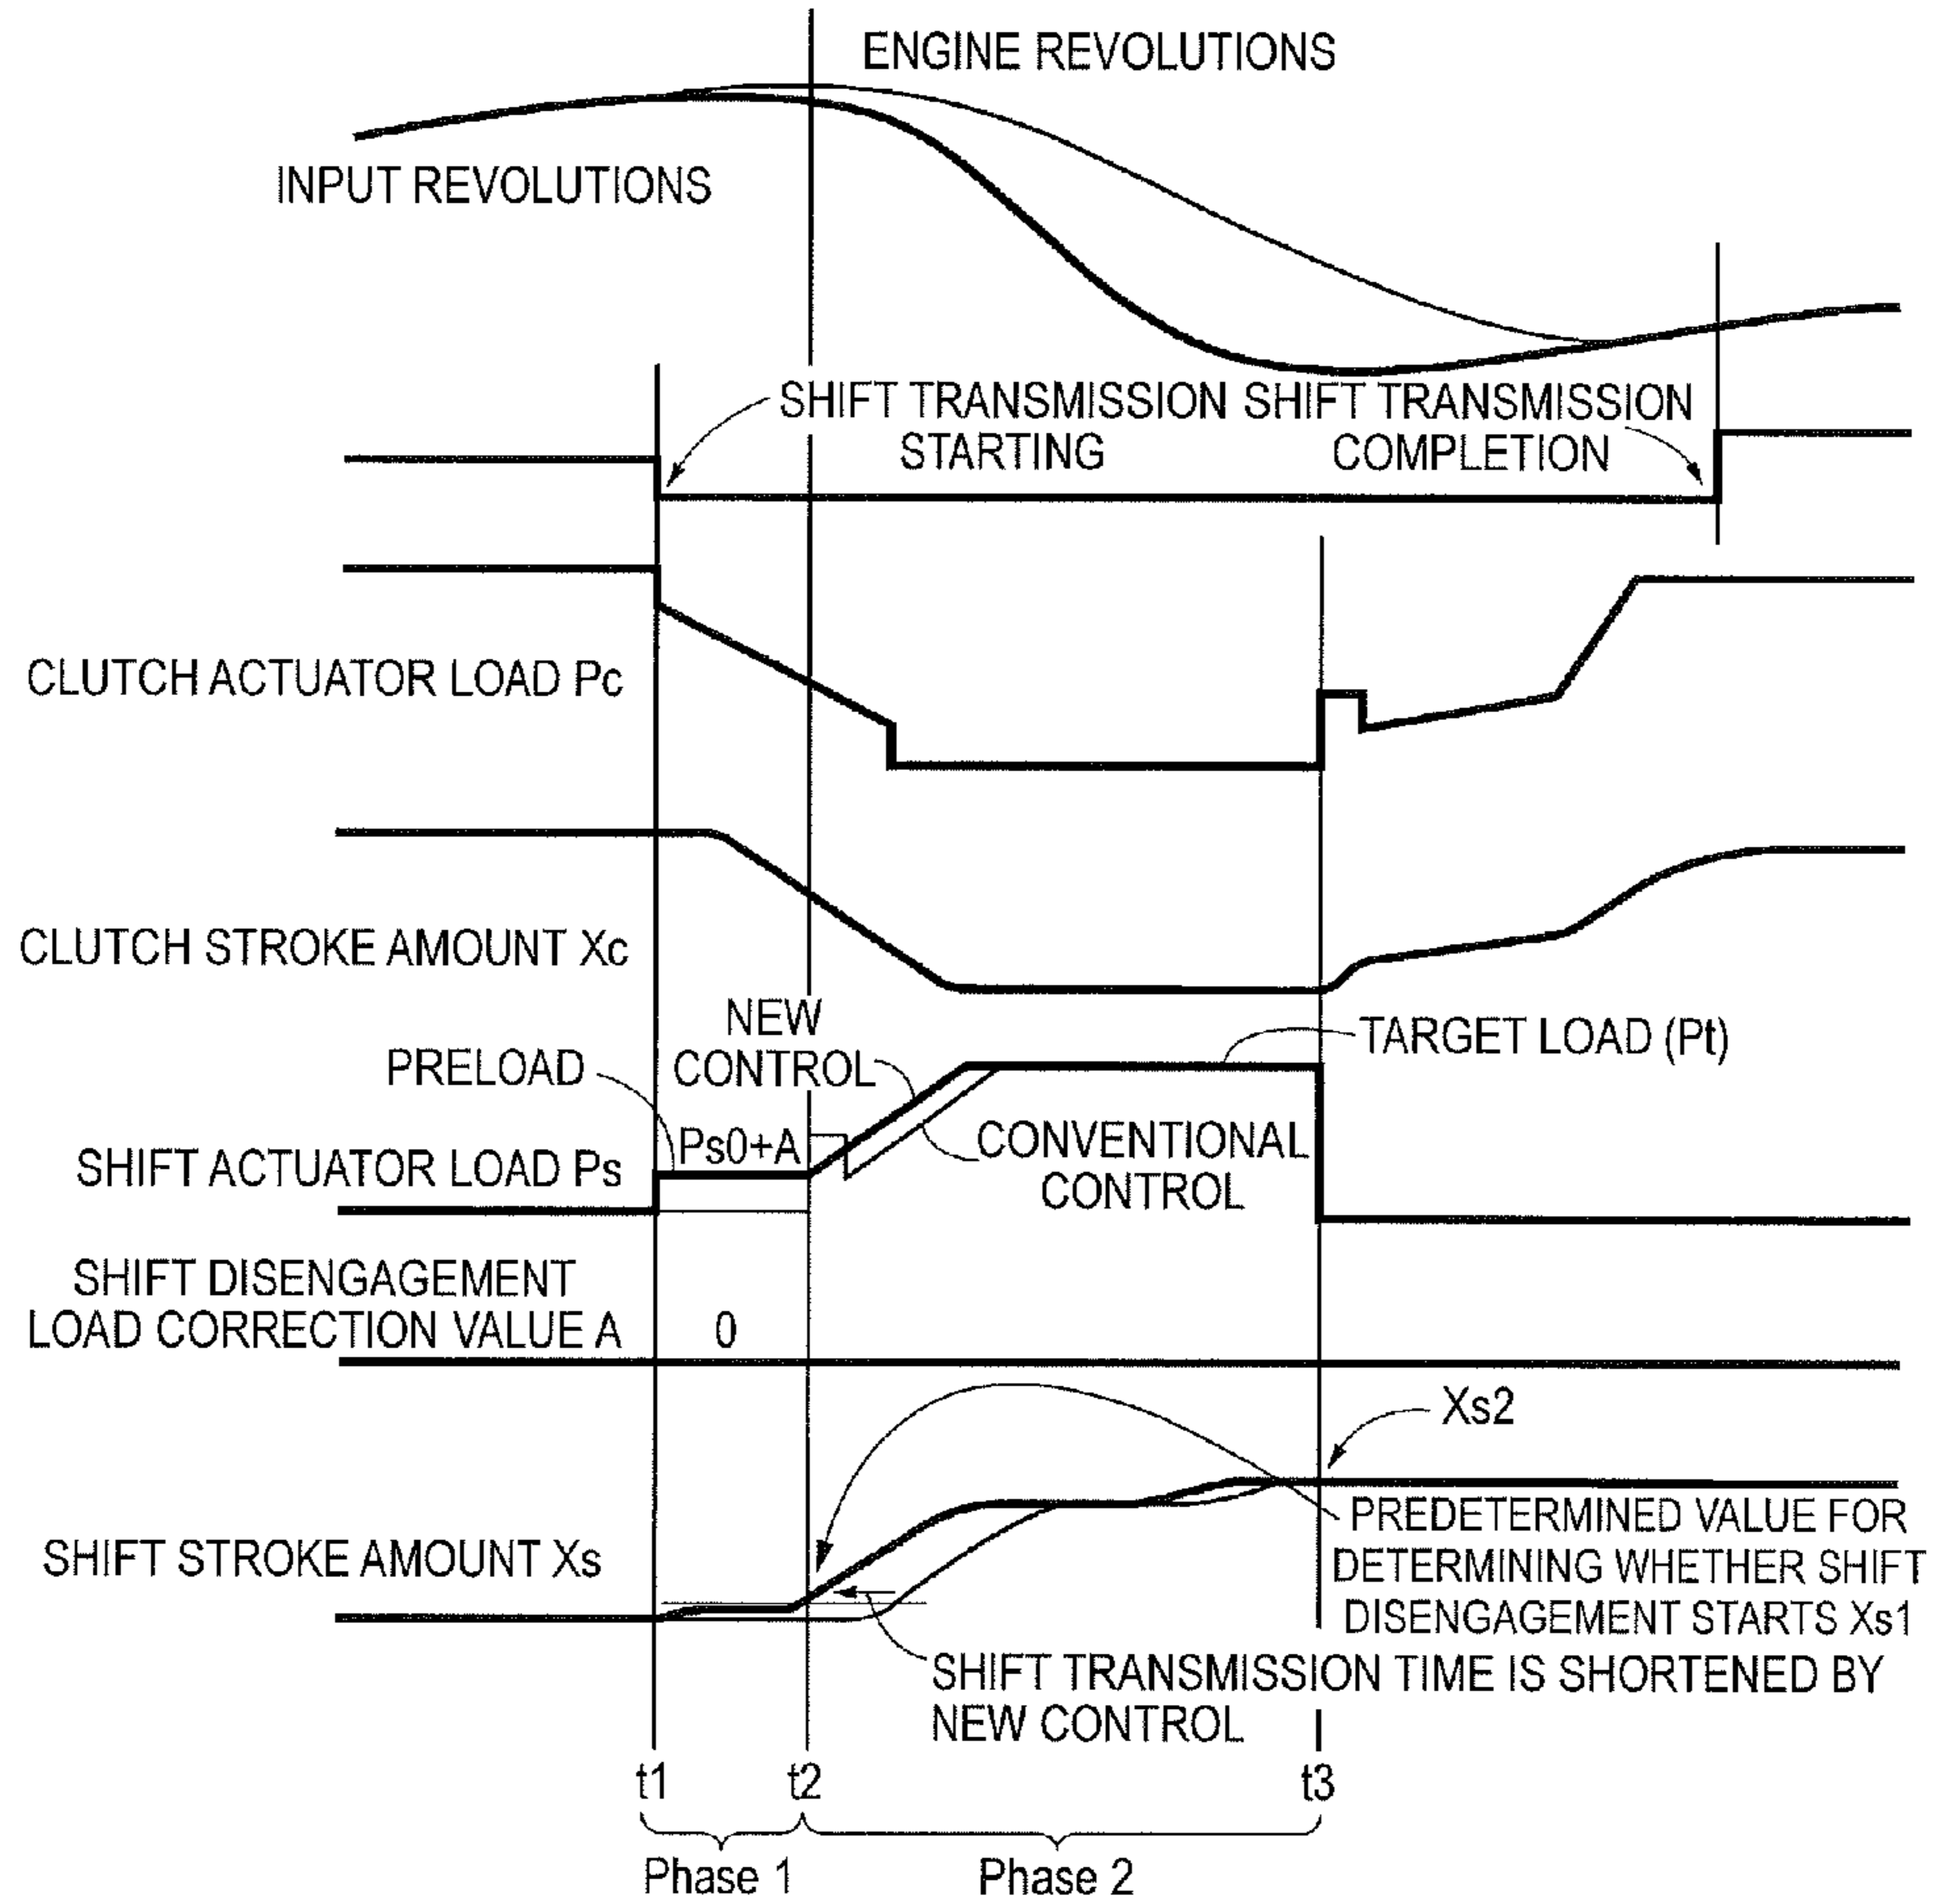 ENGINE REVOLUTIONS
INPUT REVOLUTIONS
SHIFT TRANSMISSION
STARTING
SHIFT TRANSMISSION
COMPLETION
CLUTCH ACTUATOR LOAD Pc
CLUTCH STROKE AMOUNT Xc
NEW
CONTROL
TARGET LOAD (Pt)
PRELOAD
Ps0+A
CONVENTIONAL
CONTROL
SHIFT ACTUATOR LOAD Ps
SHIFT DISENGAGEMENT
LOAD CORRECTION VALUE A
0
Xs2
PREDETERMINED VALUE FOR
DETERMINING WHETHER SHIFT
DISENGAGEMENT STARTS Xs1
SHIFT STROKE AMOUNT Xs
SHIFT TRANSMISSION TIME IS SHORTENED BY
NEW CONTROL
t1 t2 t3
Phase 1 Phase 2